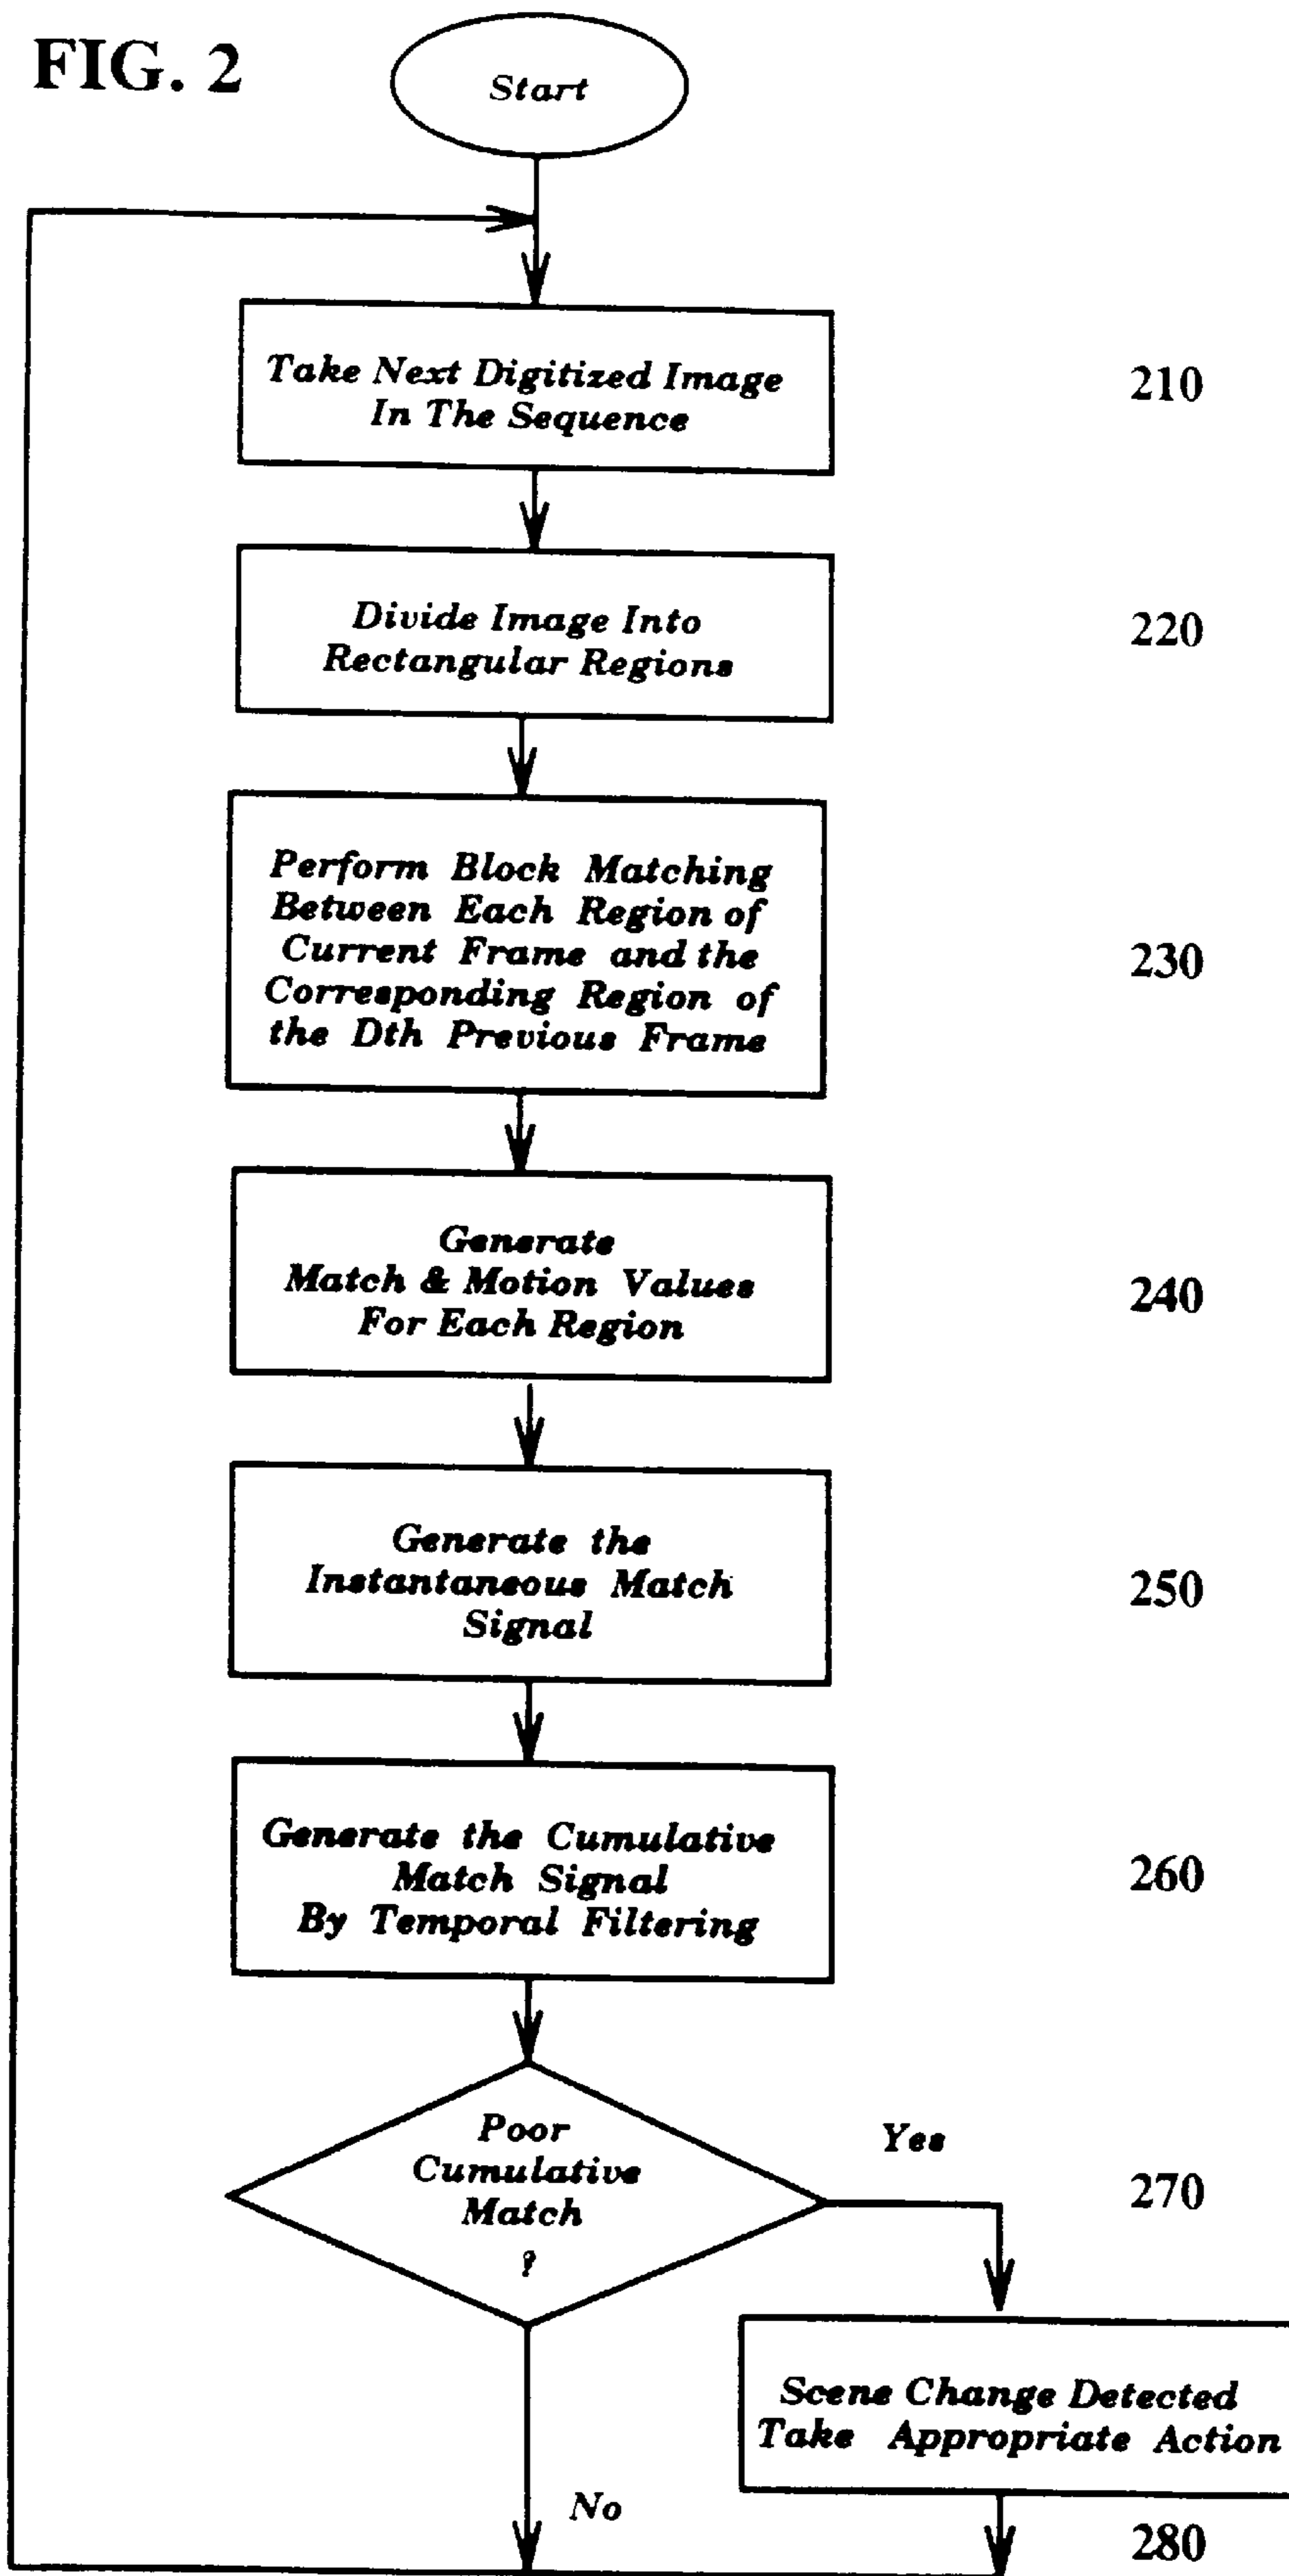 FIG. 2
Start
Take Next Digitized Image
In The Sequence
210
Divide Image Into
Rectangular Regions
220
Perform Block Matching
Between Each Region of
Current Frame and the
Corresponding Region of
the Dth Previous Frame
230
Generate
Match & Motion Values
For Each Region
240
Generate the
Instantaneous Match
Signal
250
Generate the Cumulative
Match Signal
By Temporal Filtering
260
Poor
Cumulative
Match
?
Yes
270
Scene Change Detected
Take Appropriate Action
No
280